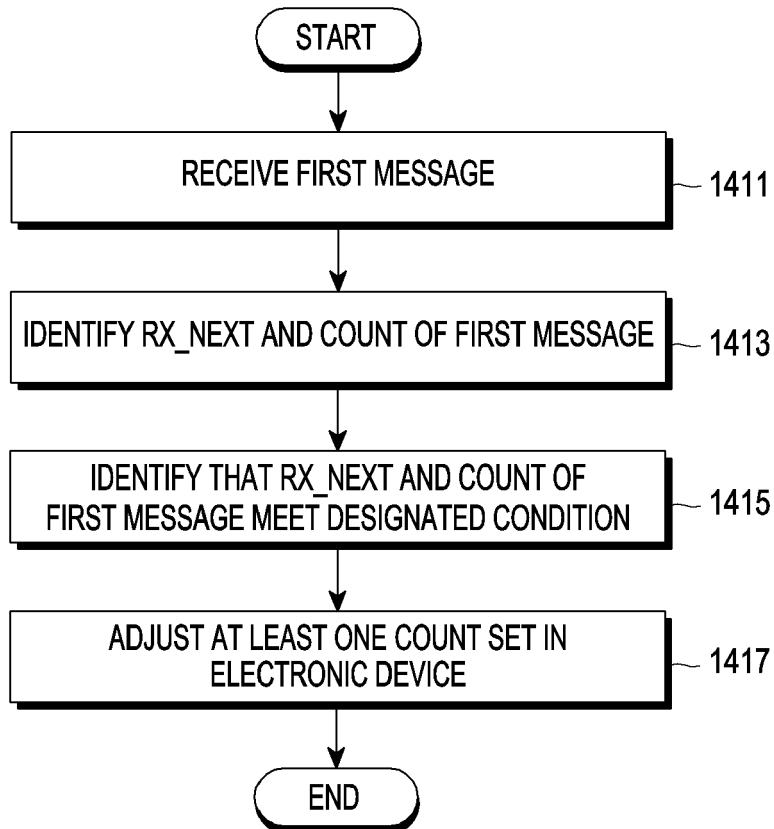 START
RECEIVE FIRST MESSAGE
1411
IDENTIFY RX_NEXT AND COUNT OF FIRST MESSAGE
1413
IDENTIFY THAT RX_NEXT AND COUNT OF
FIRST MESSAGE MEET DESIGNATED CONDITION
1415
ADJUST AT LEAST ONE COUNT SET IN
ELECTRONIC DEVICE
1417
END